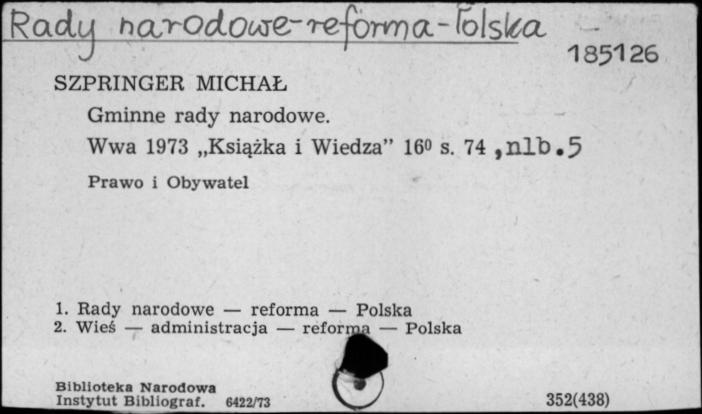 Rady narodowe-reforma-Polska
185126
SZPRINGER MICHAŁ
Gminne rady narodowe.
Wwa 1973 „Książka i Wiedza” 16⁰ s. 74 ,nlb.5
Prawo i Obywatel
1. Rady narodowe — reforma — Polska
2. Wieś — administracja — reforma — Polska
Biblioteka Narodowa
Instytut Bibliograf. 6422/73
352(438)